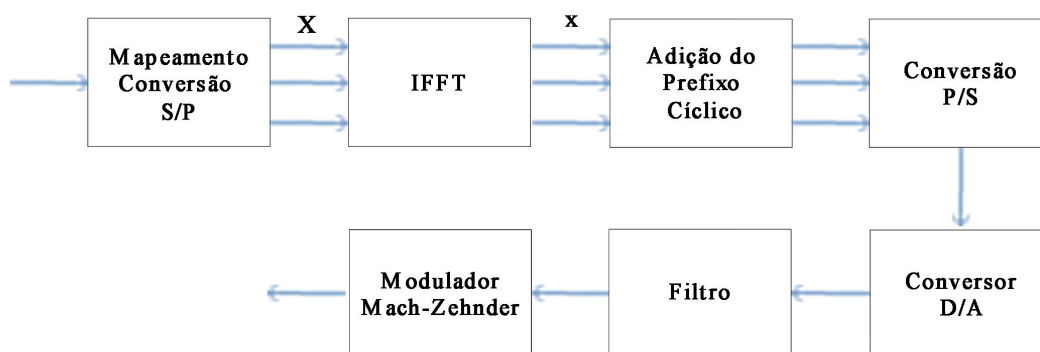 X
x
Mapeamento
Conversão
S/P
IFFT
Adição do
Prefixo
Cíclico
Conversão
P/S
Modulador
Mach-Zehnder
Filtro
Conversor
D/A